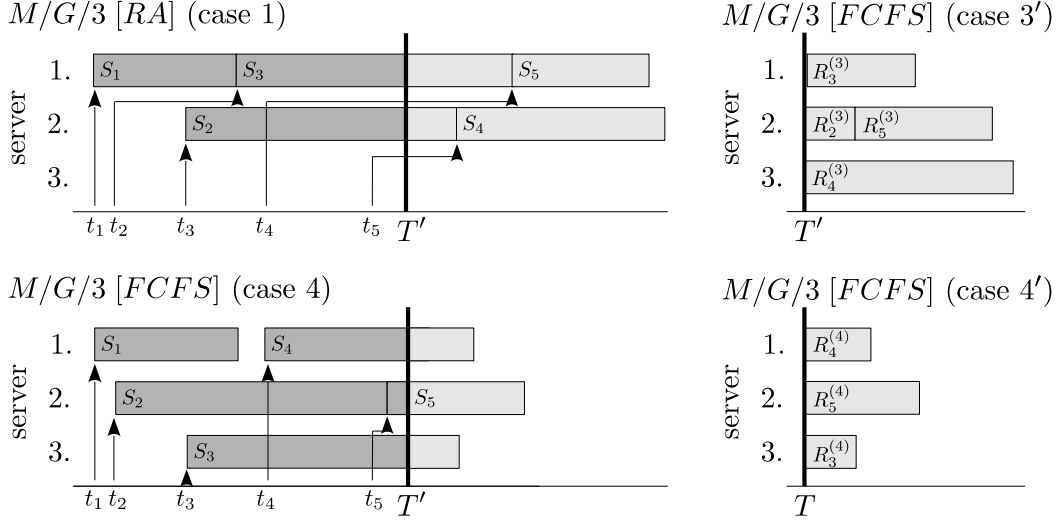 M/G/3 [RA] (case 1)
server
1. S₁ S₃ S₅
2. S₂ S₄
3.
t₁ t₂ t₃ t₄ t₅ T′
M/G/3 [FCFS] (case 3′)
server
1. R₃⁽³⁾
2. R₂⁽³⁾ R₅⁽³⁾
3. R₄⁽³⁾
T′
M/G/3 [FCFS] (case 4)
server
1. S₁ S₄
2. S₂ S₅
3. S₃
t₁ t₂ t₃ t₄ t₅ T′
M/G/3 [FCFS] (case 4′)
server
1. R₄⁽⁴⁾
2. R₅⁽⁴⁾
3. R₃⁽⁴⁾
T